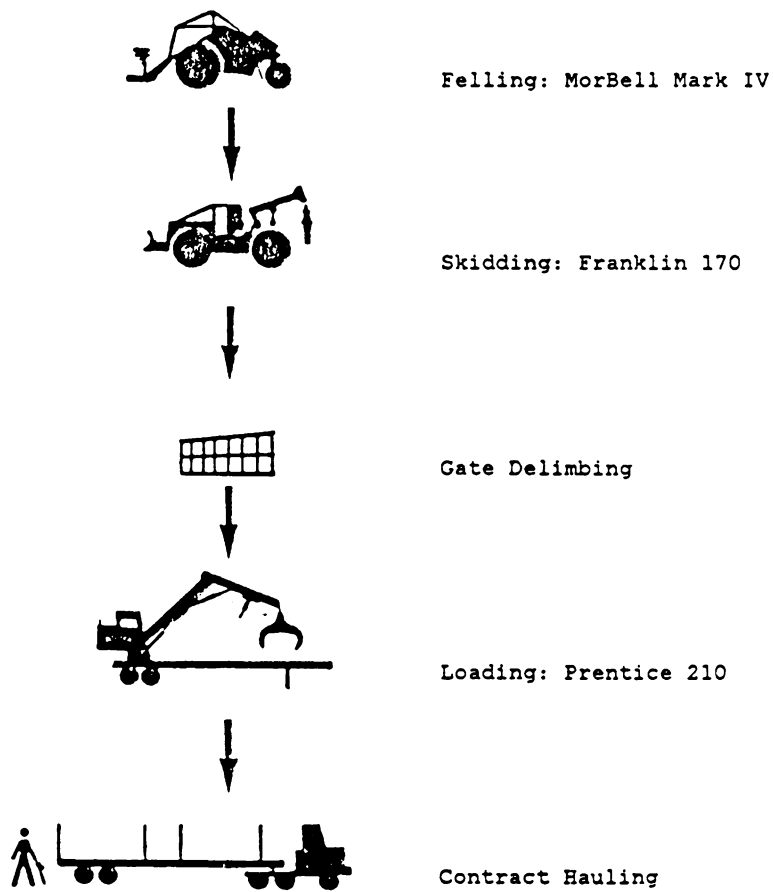 Felling: MorBell Mark IV
Skidding: Franklin 170
Gate Delimbing
Loading: Prentice 210
Contract Hauling